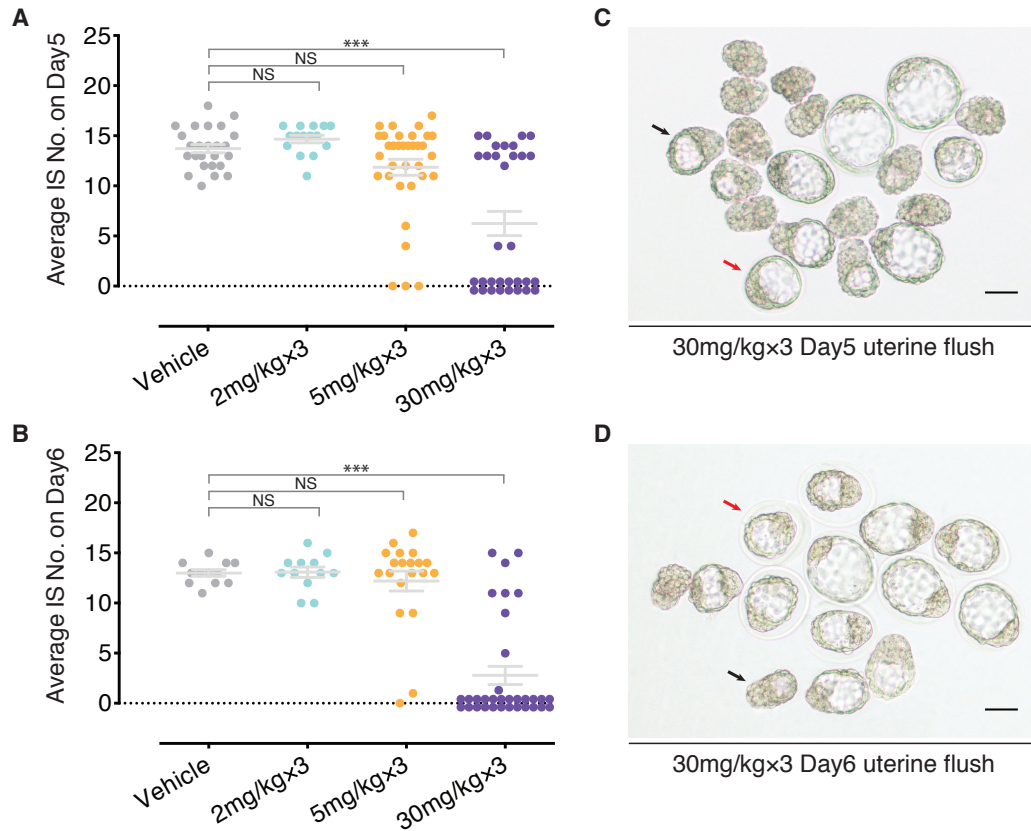 A
Average IS No. on Day5
25
20
15
10
5
0
***
NS
NS
Vehicle
2mg/kg×3
5mg/kg×3
30mg/kg×3
C
30mg/kg×3 Day5 uterine flush
B
Average IS No. on Day6
25
20
15
10
5
0
***
NS
NS
Vehicle
2mg/kg×3
5mg/kg×3
30mg/kg×3
D
30mg/kg×3 Day6 uterine flush